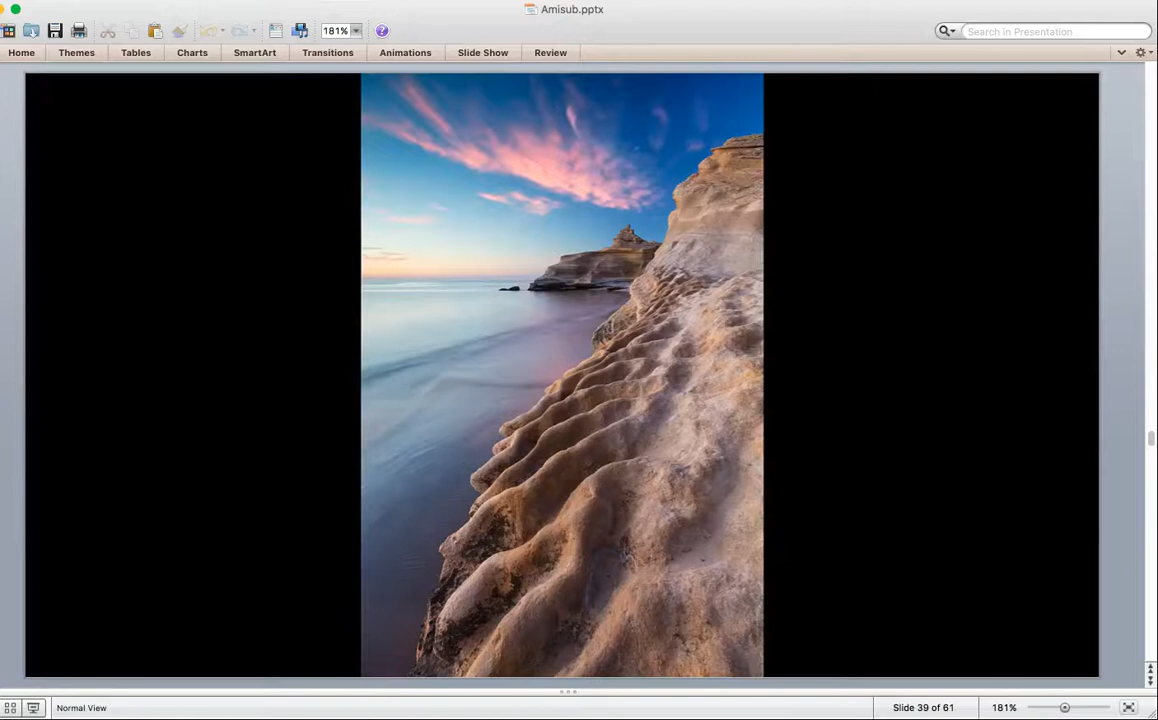 Amisub.pptx
181%
Search in Presentation
Home Themes Tables Charts SmartArt Transitions Animations Slide Show Review
Normal View Slide 39 of 61 181%